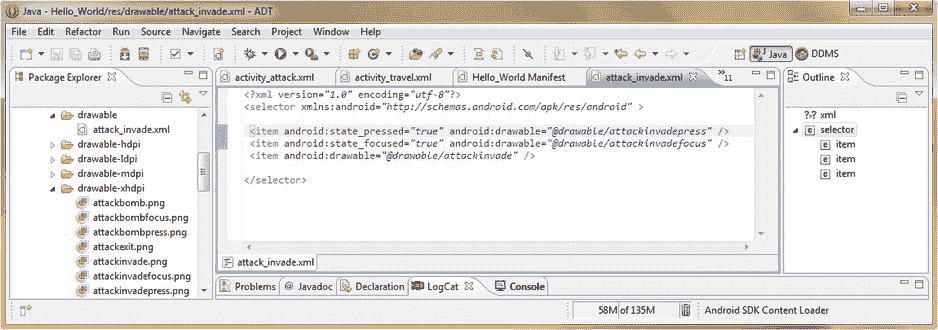 Java - Hello_World/res/drawable/attack_invade.xml - ADT
File Edit Refactor Run Source Navigate Search Project Window Help
Java DDMS
Package Explorer
activity_attack.xml activity_travel.xml Hello_World Manifest attack_invade.xml »11
Outline
drawable
attack_invade.xml
drawable-hdpi
drawable-ldpi
drawable-mdpi
drawable-xhdpi
attackbomb.png
attackbombfocus.png
attackbombpress.png
attackexit.png
attackinvade.png
attackinvadefocus.png
attackinvadepress.png
<?xml version="1.0" encoding="utf-8"?>
<selector xmlns:android="http://schemas.android.com/apk/res/android" >
<item android:state_pressed="true" android:drawable="@drawable/attackinvadepress" />
<item android:state_focused="true" android:drawable="@drawable/attackinvadefocus" />
<item android:drawable="@drawable/attackinvade" />
</selector>
attack_invade.xml
?=? xml
e selector
e item
e item
e item
Problems @ Javadoc Declaration LogCat Console
58M of 135M
Android SDK Content Loader